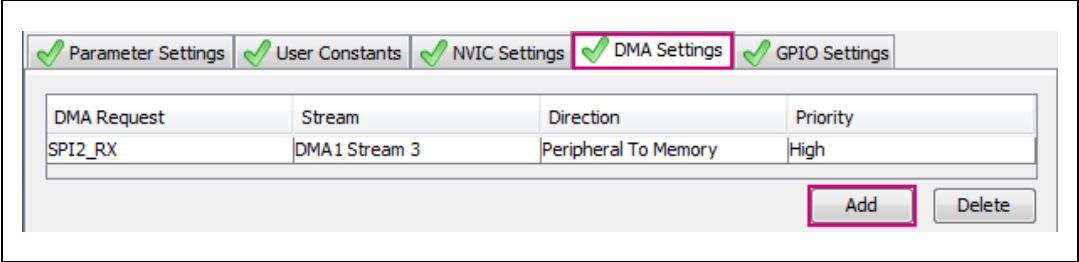 Parameter Settings User Constants NVIC Settings DMA Settings GPIO Settings
DMA Request Stream Direction Priority
SPI2_RX DMA1 Stream 3 Peripheral To Memory High
Add Delete